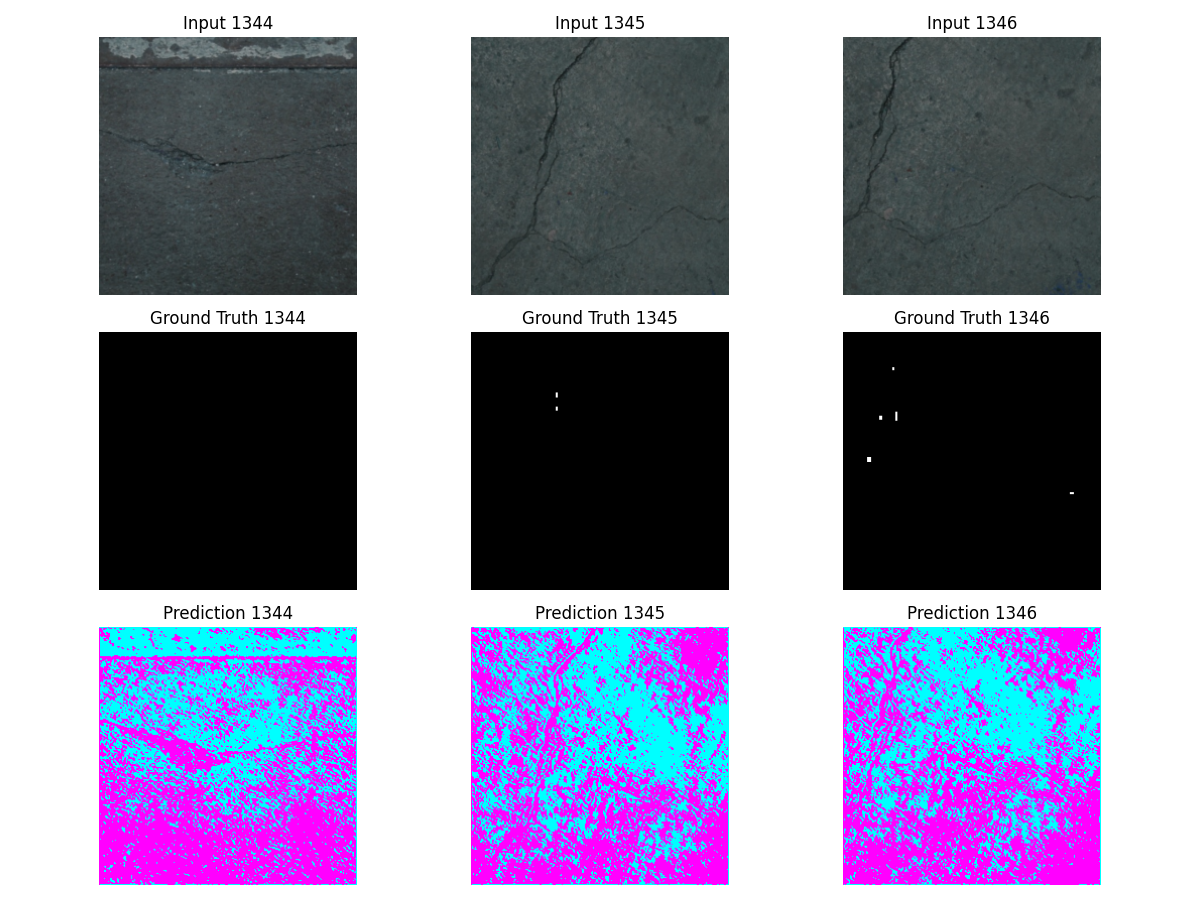 Input 1344
Input 1345
Input 1346
Ground Truth 1344
Ground Truth 1345
Ground Truth 1346
Prediction 1344
Prediction 1345
Prediction 1346